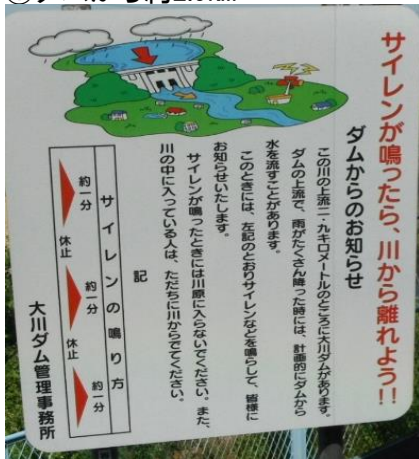 サイレンが鳴ったら、川から離れよう!!
ダムからのお知らせ
この川の上流二・九キロメートルのところに大川ダムがあります。
ダムの上流で、雨がたくさん降った時には、計画的にダムから
水を流すことがあります。
このときには、左記のとおりサイレンなどを鳴らして、皆様に
お知らせいたします。
サイレンが鳴ったときには川原に入らないでください。また、
川の中に入っている人は、ただちに川からでてください。
記
サイレンの鳴り方
約一分
休止
約一分
休止
約一分
大川ダム管理事務所